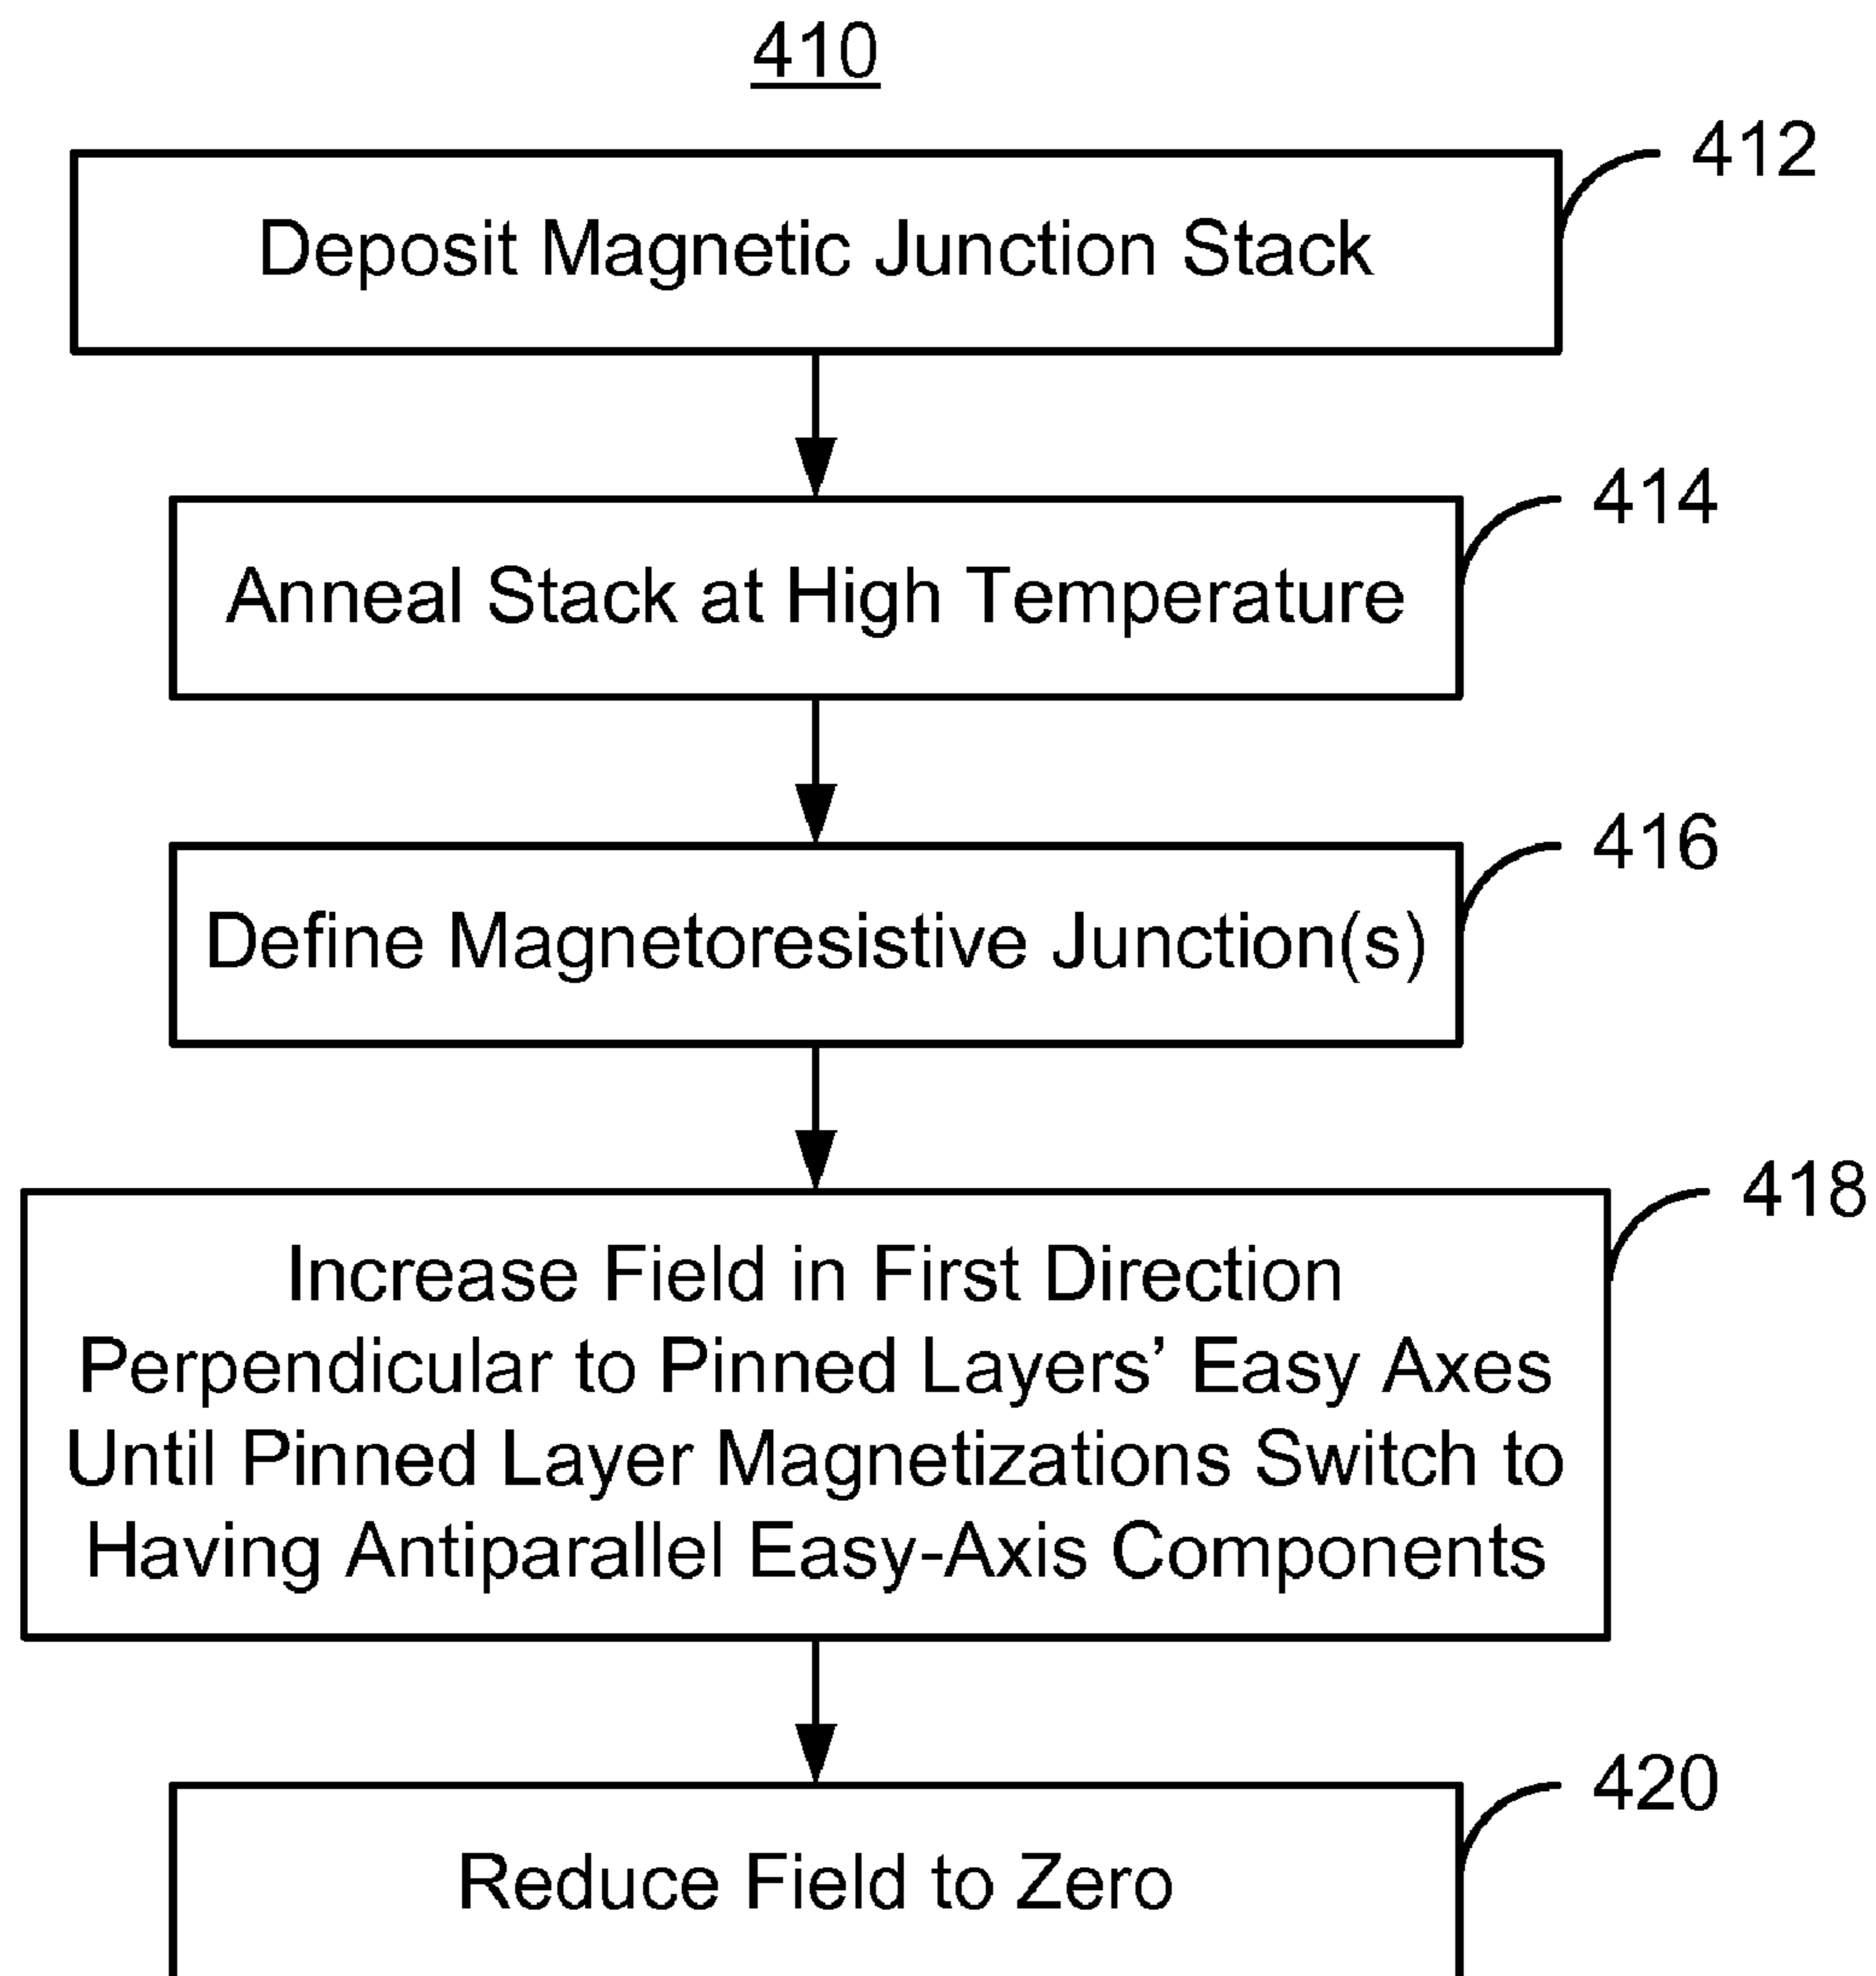 410
412
Deposit Magnetic Junction Stack
414
Anneal Stack at High Temperature
416
Define Magnetoresistive Junction(s)
418
Increase Field in First Direction
Perpendicular to Pinned Layers’ Easy Axes
Until Pinned Layer Magnetizations Switch to
Having Antiparallel Easy-Axis Components
420
Reduce Field to Zero